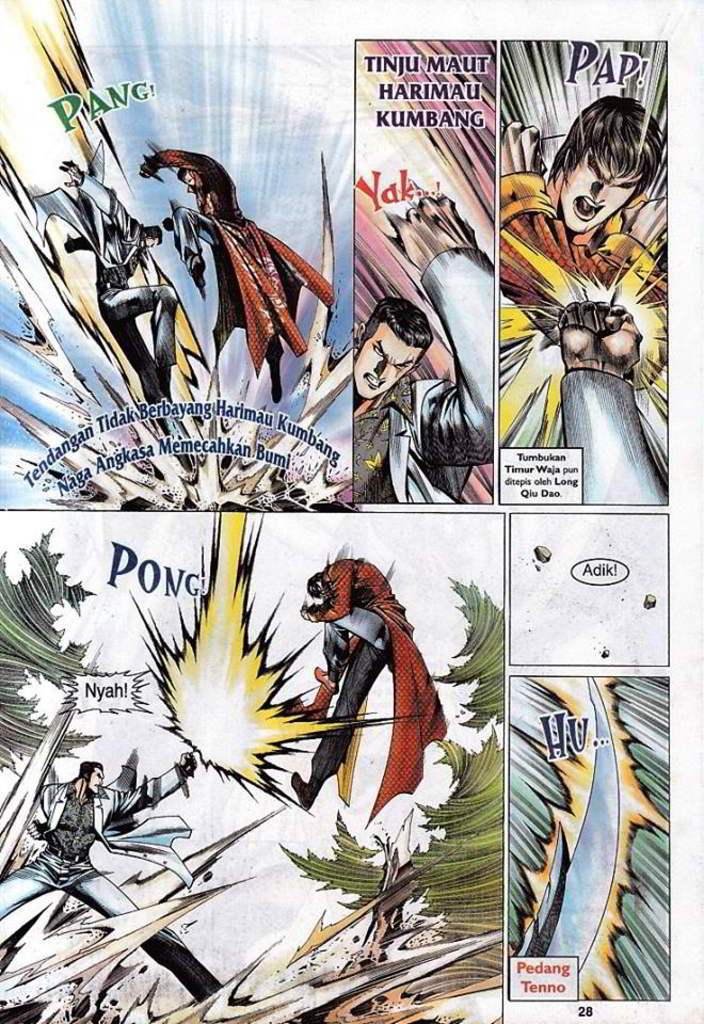 PANG!
Tendangan Tidak Berbayang Harimau Kumbang
Naga Angkasa Memecahkan Bumi
TINJU MAUT
HARIMAU
KUMBANG
Yak...!
PAP!
Tumbukan
Timur Waja pun
ditepis oleh Long
Qiu Dao.
PONG!
Nyah!
Adik!
HU...
Pedang
Tenno
28